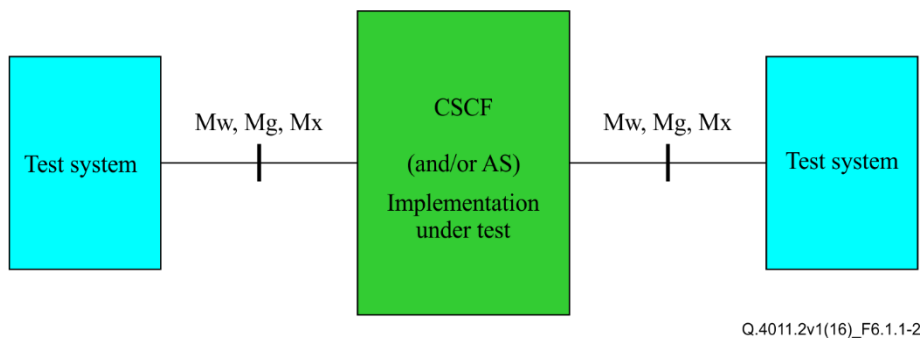 Test system
Mw, Mg, Mx
CSCF
(and/or AS)
Implementation
under test
Mw, Mg, Mx
Test system
Q.4011.2v1(16)_F6.1.1-2